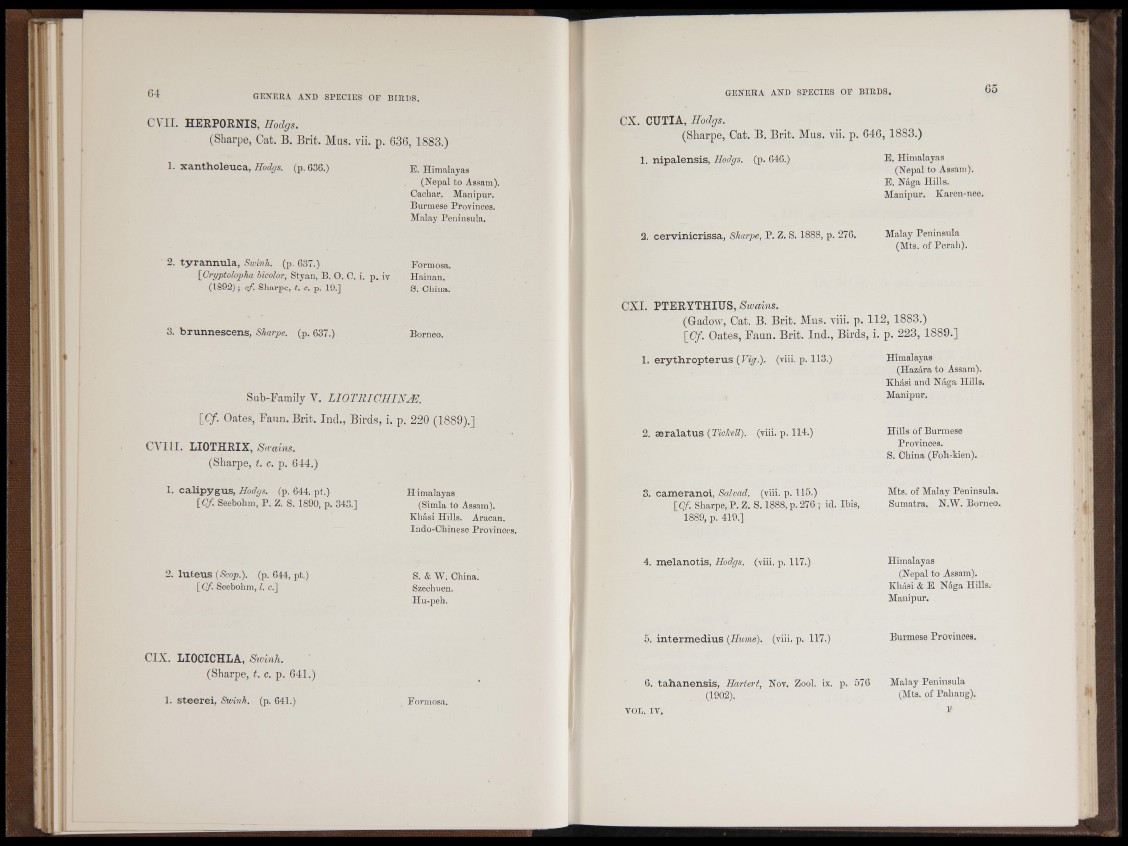 64
GENERA AND SPECIES OF BIRDS.
CVII. HERPORNIS, Hodgs.
(Sharpe, Cat. B. Brit. Mus. vii. p. 636, 1883.)
1. xantholeuca, Hodgs. (p. 636.) E. Himalayas
(Nepal to Assam).
Cachar. Manipur.
Burmese Provinces.
Malay Peninsula.
2. tyrannula, Swinh. (p. 637.) Formosa.
[Cryptolopha bicolor, Styan, B. O. C. i. p. iv Hainan.
(1892); cf. Sharpe, t. c. p. 19.] S. China.
3. brunnescens, Sharpe. (p. 637.) Borneo.
Sub-Family V. LIOTRICHINÆ.
[Cf. Oates, Faun. Brit. Ind., Birds, i. p. 220 (1889).]
CVIII. LIOTHRIX, Swains.
(Sharpe, t. c. p. 644.)
1. calipygus, Hodgs. (p. 644, pt.) Himalayas
[Cf. Seebohm, P. Z. S. 1890, p. 343.] (Simla to Assam).
Khási Hills. Aracan.
Indo-Chinese Provinces.
2. luteus (Scop.). (p. 644, pt.) S. & W. China.
[Cf. Seebohm, l. c.] Szechuen.
Hu-peh.
CIX. LIOCICHLA, Swinh.
(Sharpe, t. c. p. 641.)
1. steerei, Swinh. (p. 641.) Formosa.
GENERA AND SPECIES OF BIRDS. 65
CX. CUTIA, Hodgs.
(Sharpe, Cat. B. Brit. Mus. vii. p. 646, 1883.)
1. nipalensis, Hodgs. (p. 646.) E. Himalayas
(Nepal to Assam).
E. Nága Hills.
Manipur. Karen-nee.
2. cervinicrissa, Sharpe, P. Z. S. 1888, p. 276. Malay Peninsula
(Mts. of Perah).
CXI. PTERYTHIUS, Swains.
(Gadow, Cat. B. Brit. Mus. viii. p. 112, 1883.)
[Cf. Oates, Faun. Brit. Ind., Birds, i. p. 223, 1889.]
1. erythropterus (Vig.). (viii. p. 113.) Himalayas
(Hazára to Assam).
Khási and Nága Hills.
Manipur.
2. æralatus (Tickell). (viii. p. 114.) Hills of Burmese
Provinces.
S. China (Foh-kien).
3. cameranoi, Salvad. (viii. p. 115.) Mts. of Malay Peninsula.
[Cf. Sharpe, P. Z. S. 1888, p. 276; id. Ibis, Sumatra. N.W. Borneo.
1889, p. 419.]
4. melanotis, Hodgs. (viii. p. 117.) Himalayas
(Nepal to Assam).
Khási & E. Nága Hills.
Manipur.
5. intermedius (Hume). (viii. p. 117.) Burmese Provinces.
6. tahanensis, Hartert, Nov. Zool. ix. p. 576 Malay Peninsula
(1902). (Mts. of Pahang).
VOL. IV. F